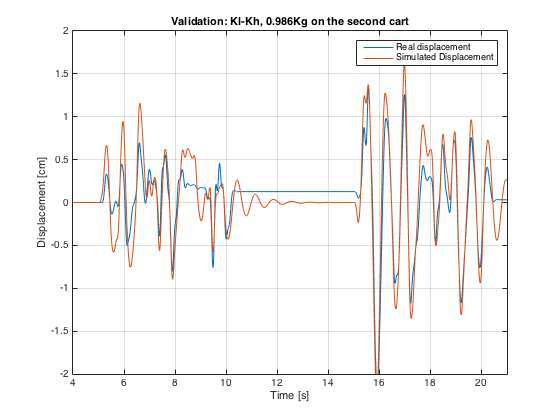 Validation: Kl-Kh, 0.986Kg on the second cart
Real displacement
Simulated Displacement
Displacement [cm]
2
1.5
1
0.5
0
-0.5
-1
-1.5
-2
4 6 8 10 12 14 16 18 20
Time [s]